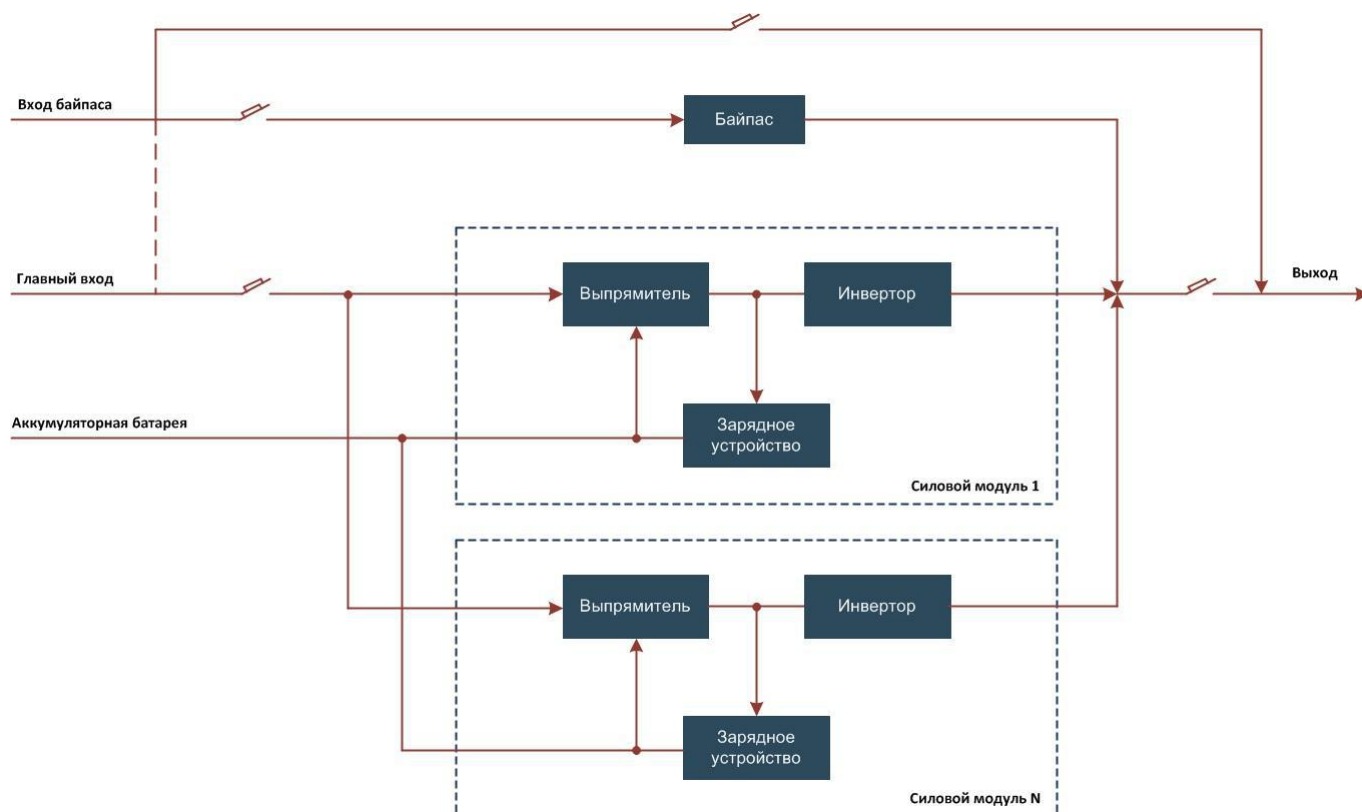 Вход байпаса
Байпас
Главный вход
Выпрямитель
Инвертор
Выход
Аккумуляторная батарея
Зарядное
устройство
Силовой модуль 1
Выпрямитель
Инвертор
Зарядное
устройство
Силовой модуль N